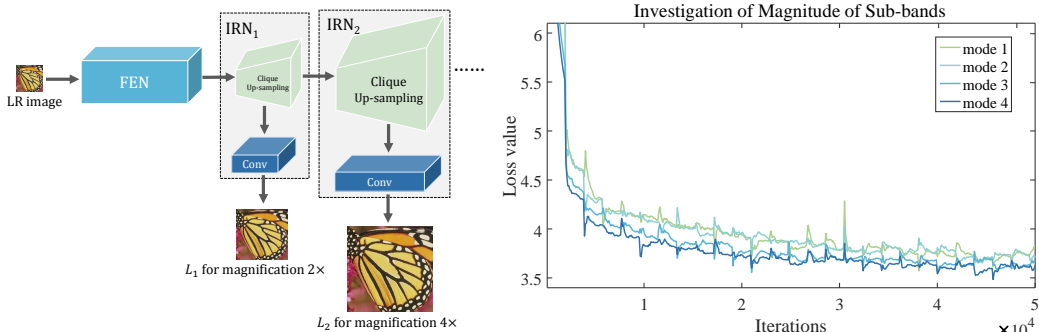 IRN1
IRN2
FEN
LR image
Clique
Up-sampling
Clique
Up-sampling
......
Conv
Conv
L1 for magnification 2×
L2 for magnification 4×
Investigation of Magnitude of Sub-bands
mode 1
mode 2
mode 3
mode 4
Loss value
6
5.5
5
4.5
4
3.5
1
2
3
4
5
Iterations
×10^4